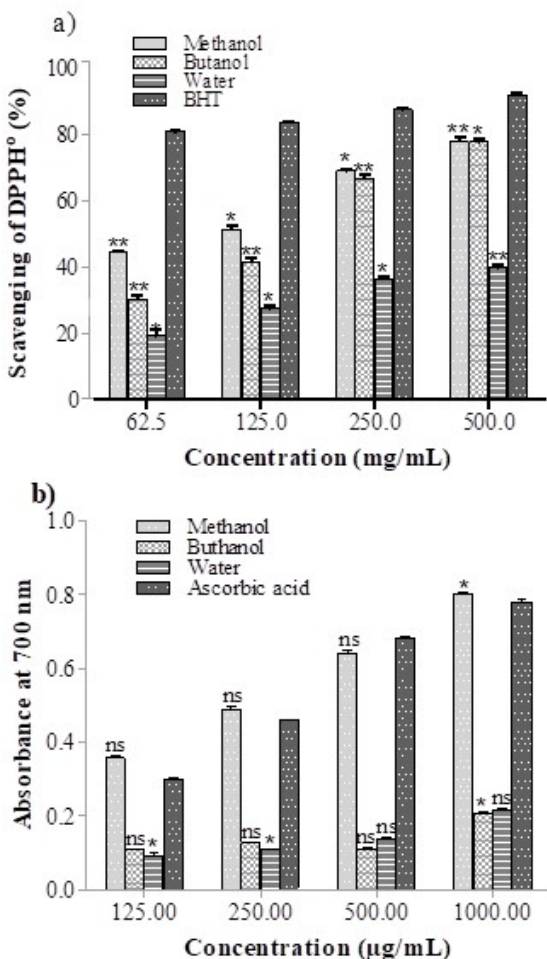 a)
Methanol
Butanol
Water
BHT
Scavenging of DPPH° (%)
100
80
60
40
20
0
** ** *
* ** *
* ** *
** * **
62.5 125.0 250.0 500.0
Concentration (mg/mL)
b)
Methanol
Buthanol
Water
Ascorbic acid
Absorbance at 700 nm
1.0
0.8
0.6
0.4
0.2
0.0
ns ns *
ns ns *
ns ns ns
* * ns
125.00 250.00 500.00 1000.00
Concentration (µg/mL)